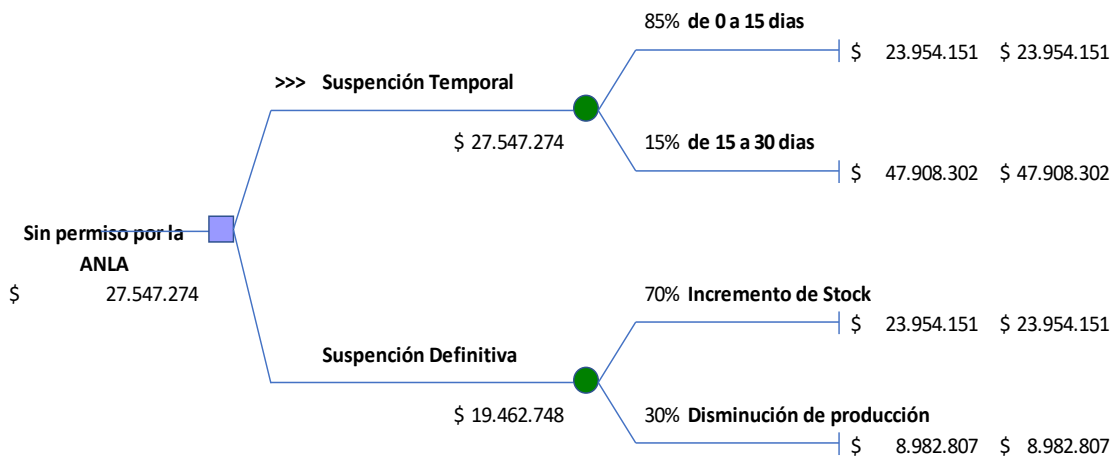 85% de 0 a 15 dias
$ 23.954.151 $ 23.954.151
>>> Suspención Temporal
$ 27.547.274
15% de 15 a 30 dias
$ 47.908.302 $ 47.908.302
Sin permiso por la
ANLA
$ 27.547.274
70% Incremento de Stock
$ 23.954.151 $ 23.954.151
Suspención Definitiva
$ 19.462.748
30% Disminución de producción
$ 8.982.807 $ 8.982.807